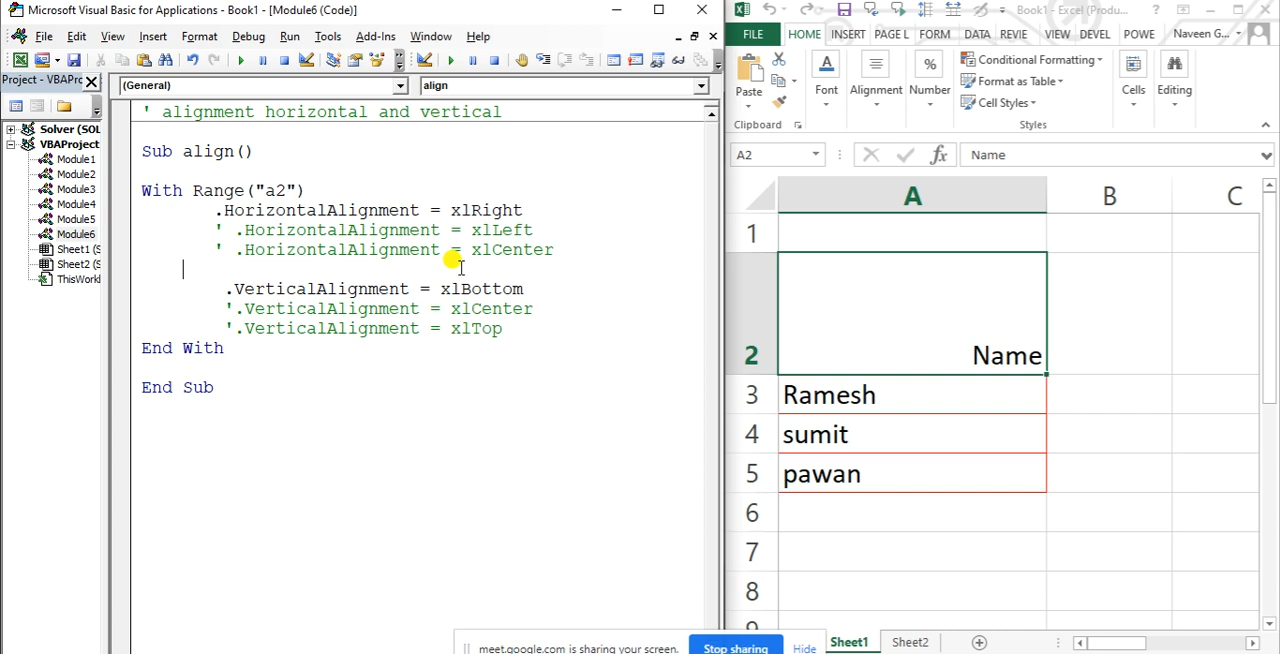 Microsoft Visual Basic for Applications - Book1 - [Module6 (Code)]
File Edit View Insert Format Debug Run Tools Add-Ins Window Help
Project - VBAProj
(General)
align
Solver (SOL
VBAProject
Module1
Module2
Module3
Module4
Module5
Module6
Sheet1 (S
Sheet2 (S
ThisWorkl
' alignment horizontal and vertical
Sub align()
With Range("a2")
.HorizontalAlignment = xlRight
' .HorizontalAlignment = xlLeft
' .HorizontalAlignment = xlCenter
.VerticalAlignment = xlBottom
'.VerticalAlignment = xlCenter
'.VerticalAlignment = xlTop
End With
End Sub
Book1 - Excel (Produ...
FILE HOME INSERT PAGE L FORM DATA REVIE VIEW DEVEL POWE Naveen G...
Paste
Font
Alignment
%
Number
Conditional Formatting
Format as Table
Cell Styles
Cells
Editing
Clipboard
Styles
A2
fx
Name
A B C
1
2 Name
3 Ramesh
4 sumit
5 pawan
6
7
8
9
Sheet1 Sheet2
meet.google.com is sharing your screen.
Stop sharing
Hide